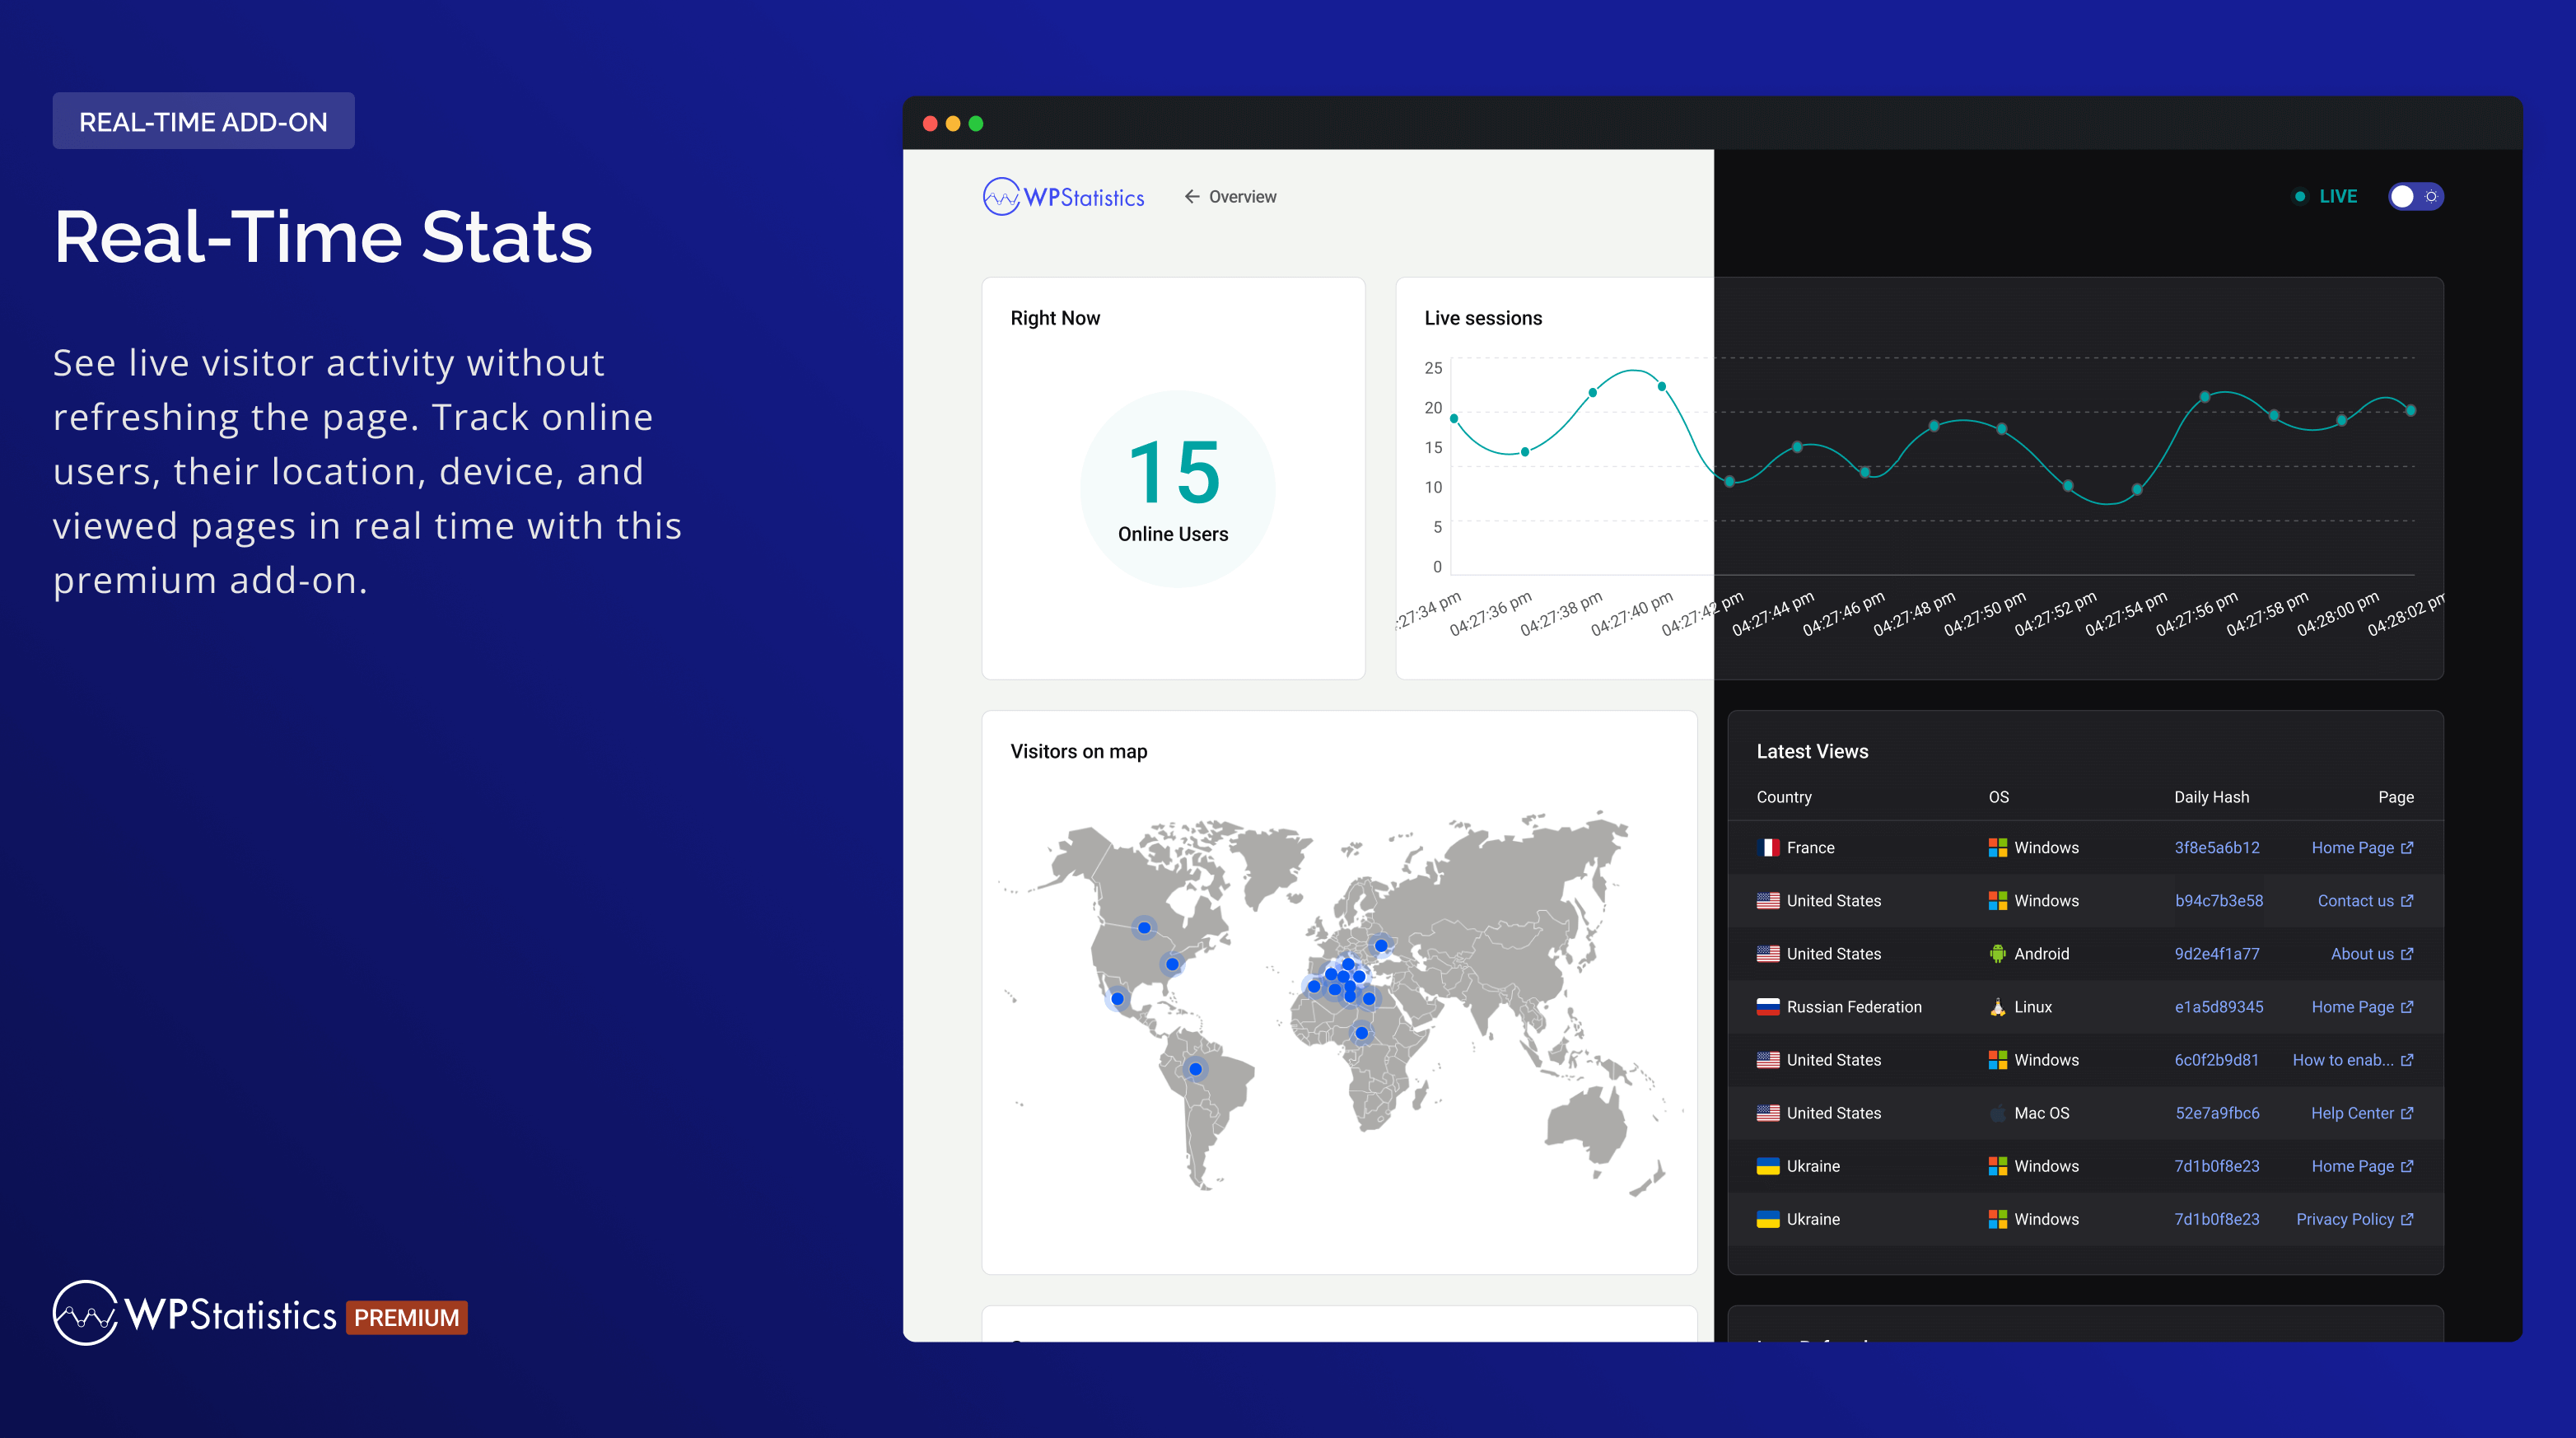 REAL-TIME ADD-ON
Real-Time Stats
See live visitor activity without
refreshing the page. Track online
users, their location, device, and
viewed pages in real time with this
premium add-on.
WPStatistics PREMIUM
WPStatistics
← Overview
LIVE
Right Now
15
Online Users
Live sessions
25
20
15
10
5
0
:27:34 pm
04:27:36 pm
04:27:38 pm
04:27:40 pm
04:27:42 pm
04:27:44 pm
04:27:46 pm
04:27:48 pm
04:27:50 pm
04:27:52 pm
04:27:54 pm
04:27:56 pm
04:27:58 pm
04:28:00 pm
04:28:02 pm
Visitors on map
Latest Views
Country OS Daily Hash Page
France Windows 3f8e5a6b12 Home Page
United States Windows b94c7b3e58 Contact us
United States Android 9d2e4f1a77 About us
Russian Federation Linux e1a5d89345 Home Page
United States Windows 6c0f2b9d81 How to enab...
United States Mac OS 52e7a9fbc6 Help Center
Ukraine Windows 7d1b0f8e23 Home Page
Ukraine Windows 7d1b0f8e23 Privacy Policy